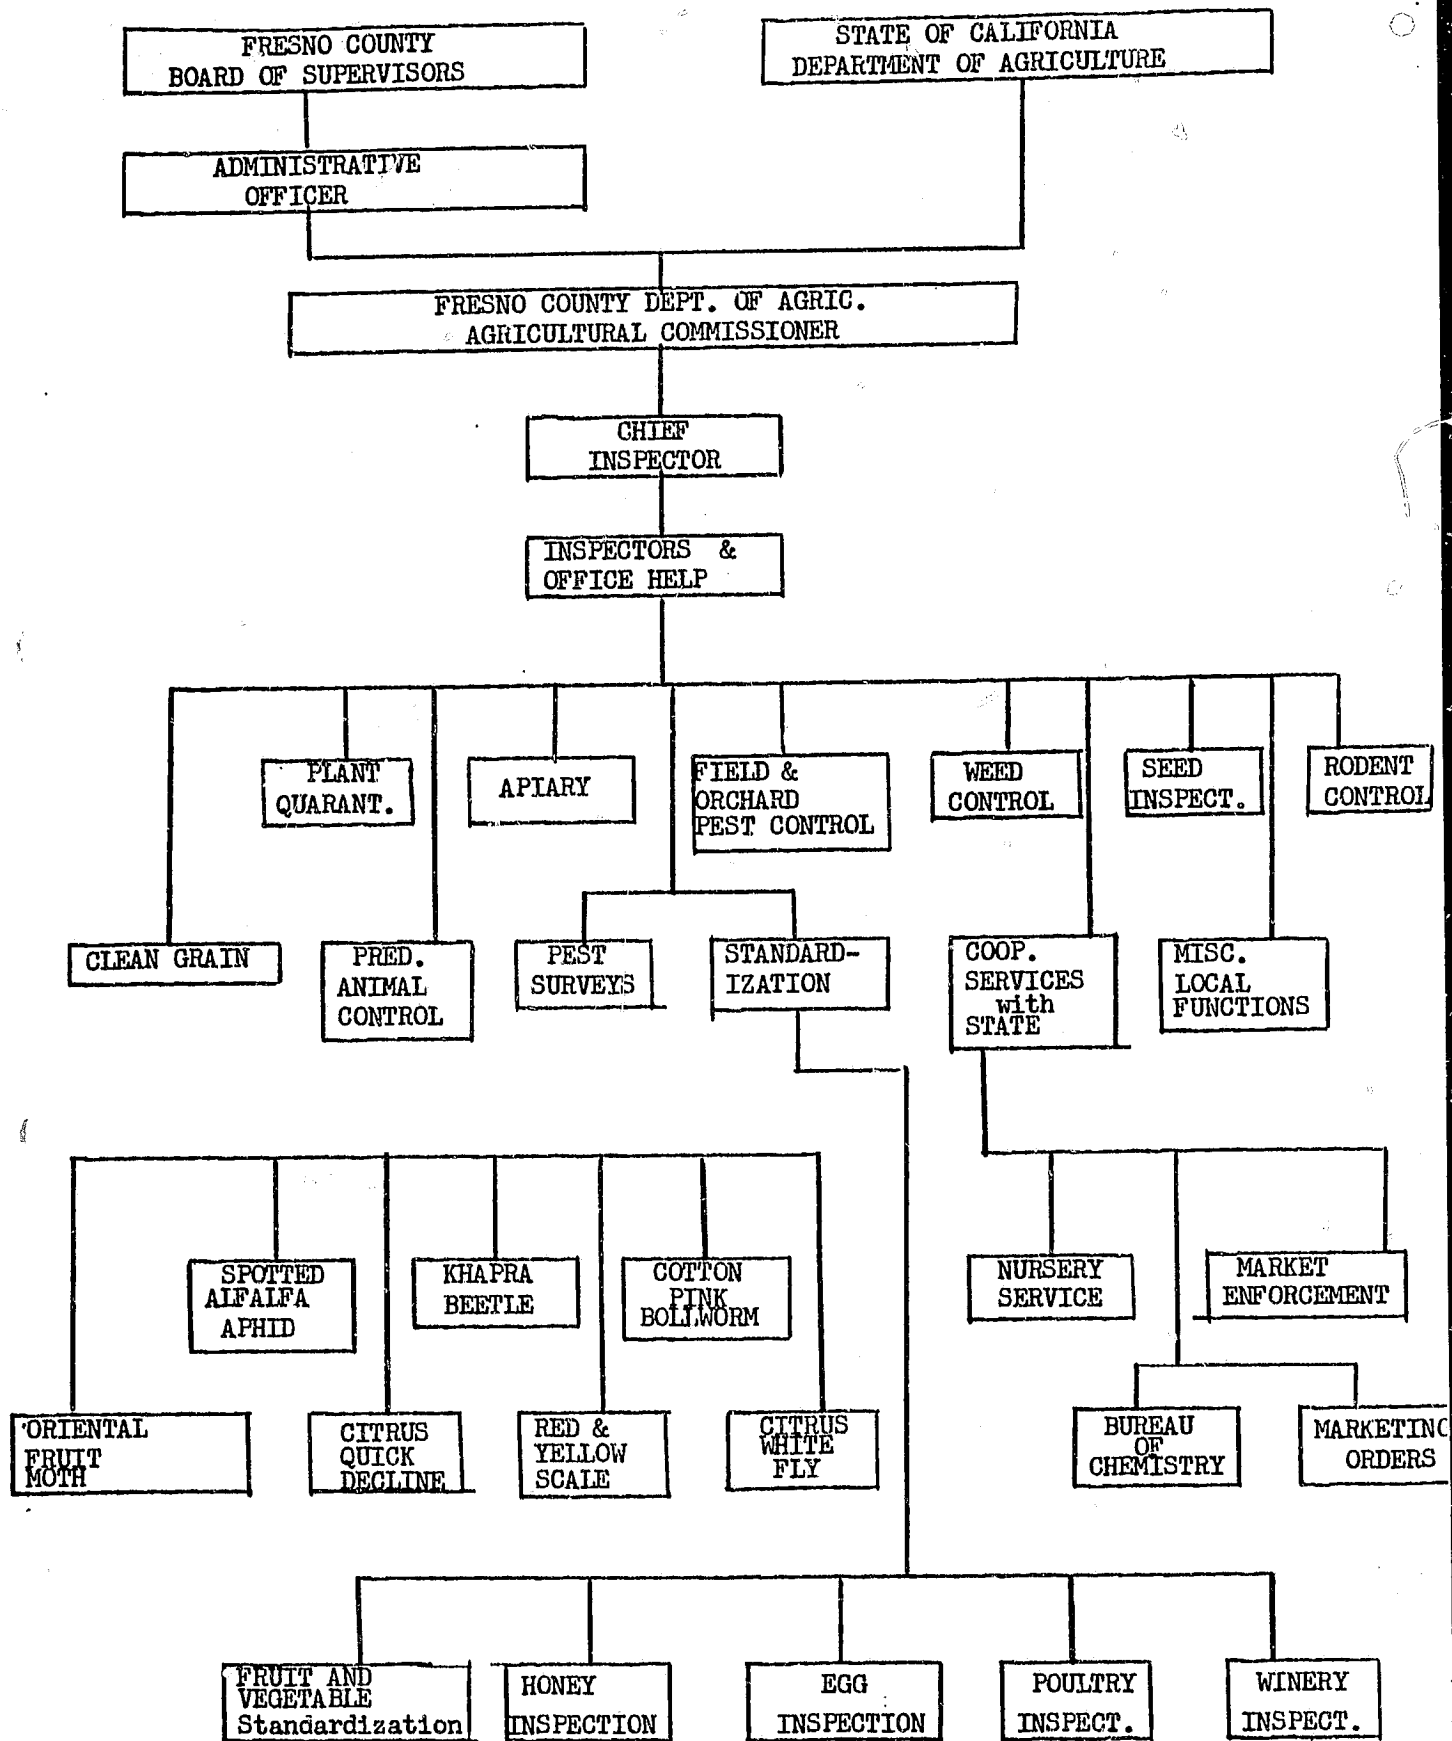 FRESNO COUNTY
BOARD OF SUPERVISORS
STATE OF CALIFORNIA
DEPARTMENT OF AGRICULTURE
ADMINISTRATIVE
OFFICER
FRESNO COUNTY DEPT. OF AGRIC.
AGRICULTURAL COMMISSIONER
CHIEF
INSPECTOR
INSPECTORS &
OFFICE HELP
PLANT
QUARANT.
APIARY
FIELD &
ORCHARD
PEST CONTROL
WEED
CONTROL
SEED
INSPECT.
RODENT
CONTROL
CLEAN GRAIN
PRED.
ANIMAL
CONTROL
PEST
SURVEYS
STANDARD-
IZATION
COOP.
SERVICES
with
STATE
MISC.
LOCAL
FUNCTIONS
SPOTTED
ALFALFA
APHID
KHAPRA
BEETLE
COTTON
PINK
BOLLWORM
NURSERY
SERVICE
MARKET
ENFORCEMENT
ORIENTAL
FRUIT
MOTH
CITRUS
QUICK
DECLINE
RED &
YELLOW
SCALE
CITRUS
WHITE
FLY
BUREAU
OF
CHEMISTRY
MARKETING
ORDERS
FRUIT AND
VEGETABLE
Standardization
HONEY
INSPECTION
EGG
INSPECTION
POULTRY
INSPECT.
WINERY
INSPECT.